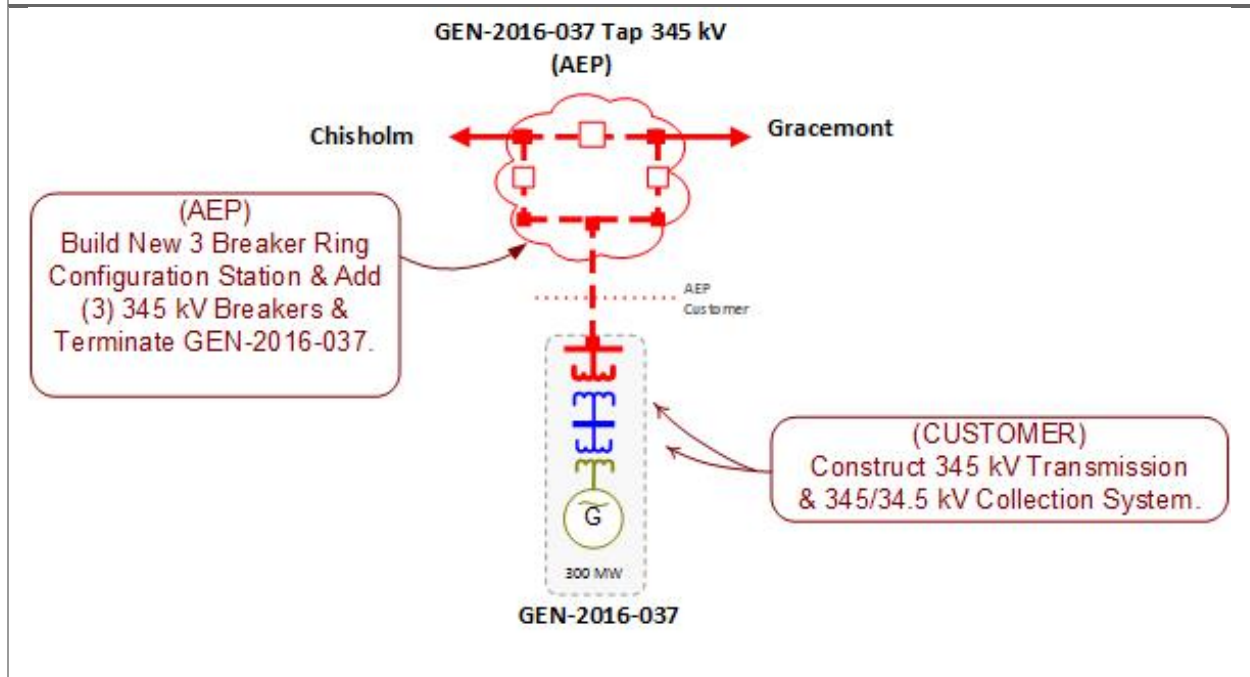 GEN-2016-037 Tap 345 kV
(AEP)
Chisholm
Gracemont
(AEP)
Build New 3 Breaker Ring
Configuration Station & Add
(3) 345 kV Breakers &
Terminate GEN-2016-037.
AEP
Customer
(CUSTOMER)
Construct 345 kV Transmission
& 345/34.5 kV Collection System.
G
300 MW
GEN-2016-037